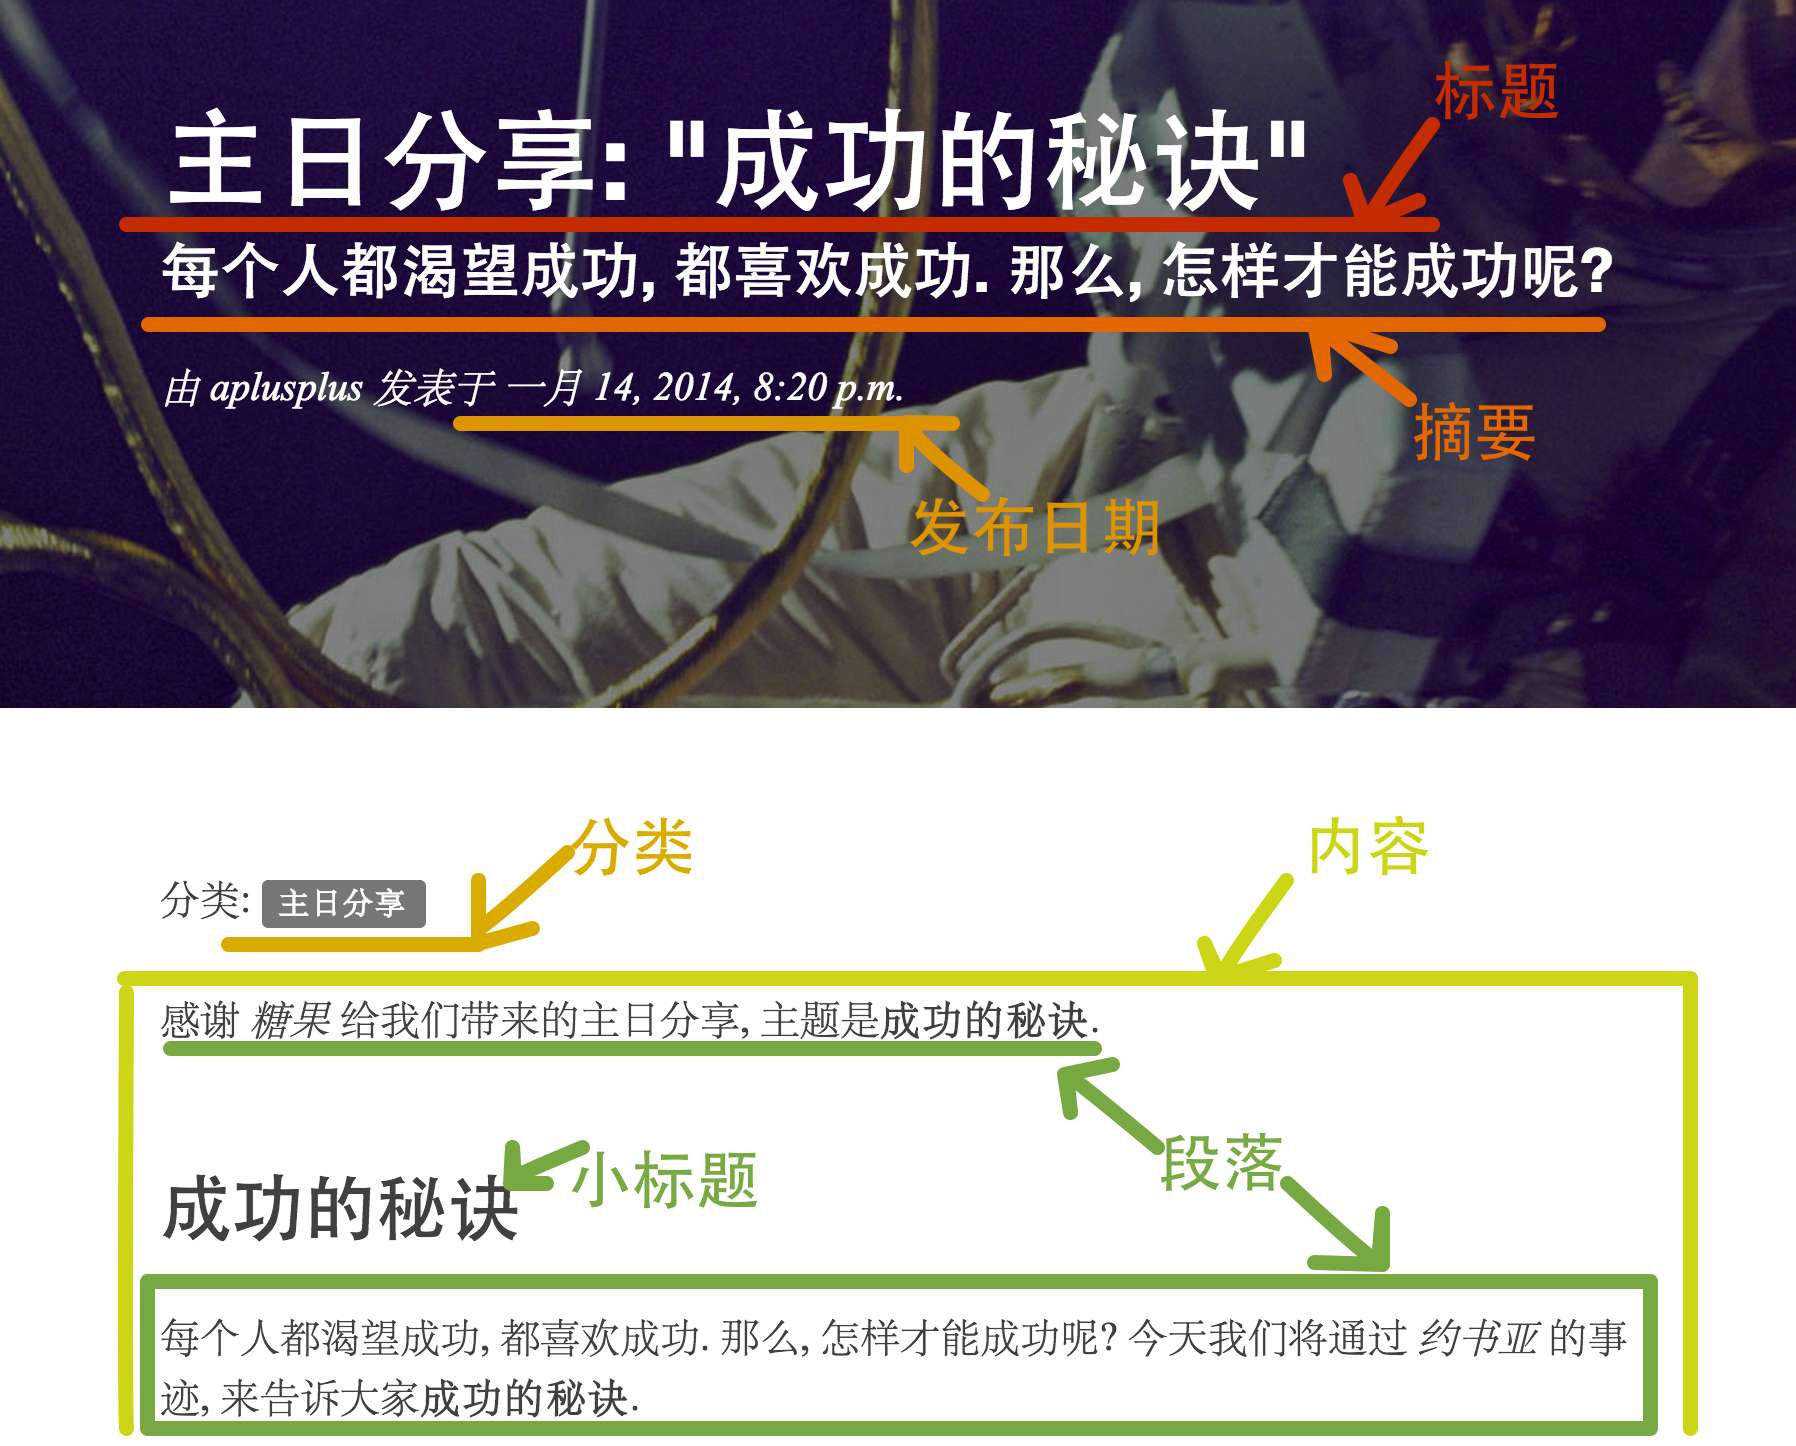 标题
主日分享: "成功的秘诀"
每个人都渴望成功, 都喜欢成功. 那么, 怎样才能成功呢?
由 aplusplus 发表于 一月 14, 2014, 8:20 p.m.
摘要
发布日期
分类
内容
分类: 主日分享
感谢 糖果 给我们带来的主日分享, 主题是成功的秘诀.
段落
小标题
成功的秘诀
每个人都渴望成功, 都喜欢成功. 那么, 怎样才能成功呢? 今天我们将通过 约书亚 的事
迹, 来告诉大家成功的秘诀.